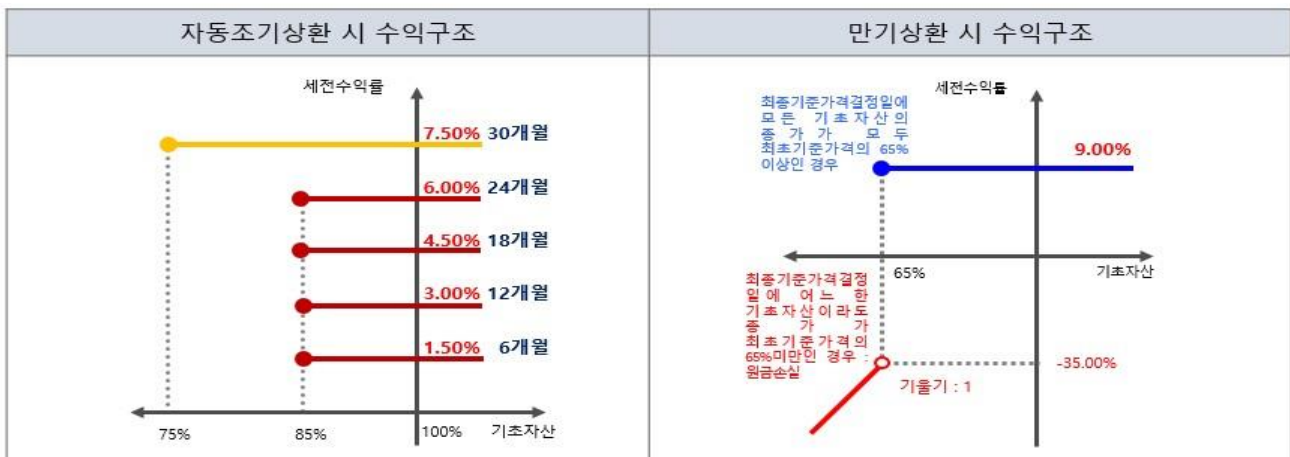 자동조기상환 시 수익구조
세전수익률
7.50% 30개월
6.00% 24개월
4.50% 18개월
3.00% 12개월
1.50% 6개월
75%
85%
100%
기초자산
만기상환 시 수익구조
세전수익률
최종기준가격결정일에
모든 기초자산의
종가가 모두
최초기준가격의 65%
이상인 경우
9.00%
65%
기초자산
최종기준가격결정
일에 어느 한
기초자산이라도
종가가
최초기준가격의
65%미만인 경우 :
원금손실
-35.00%
기울기 : 1